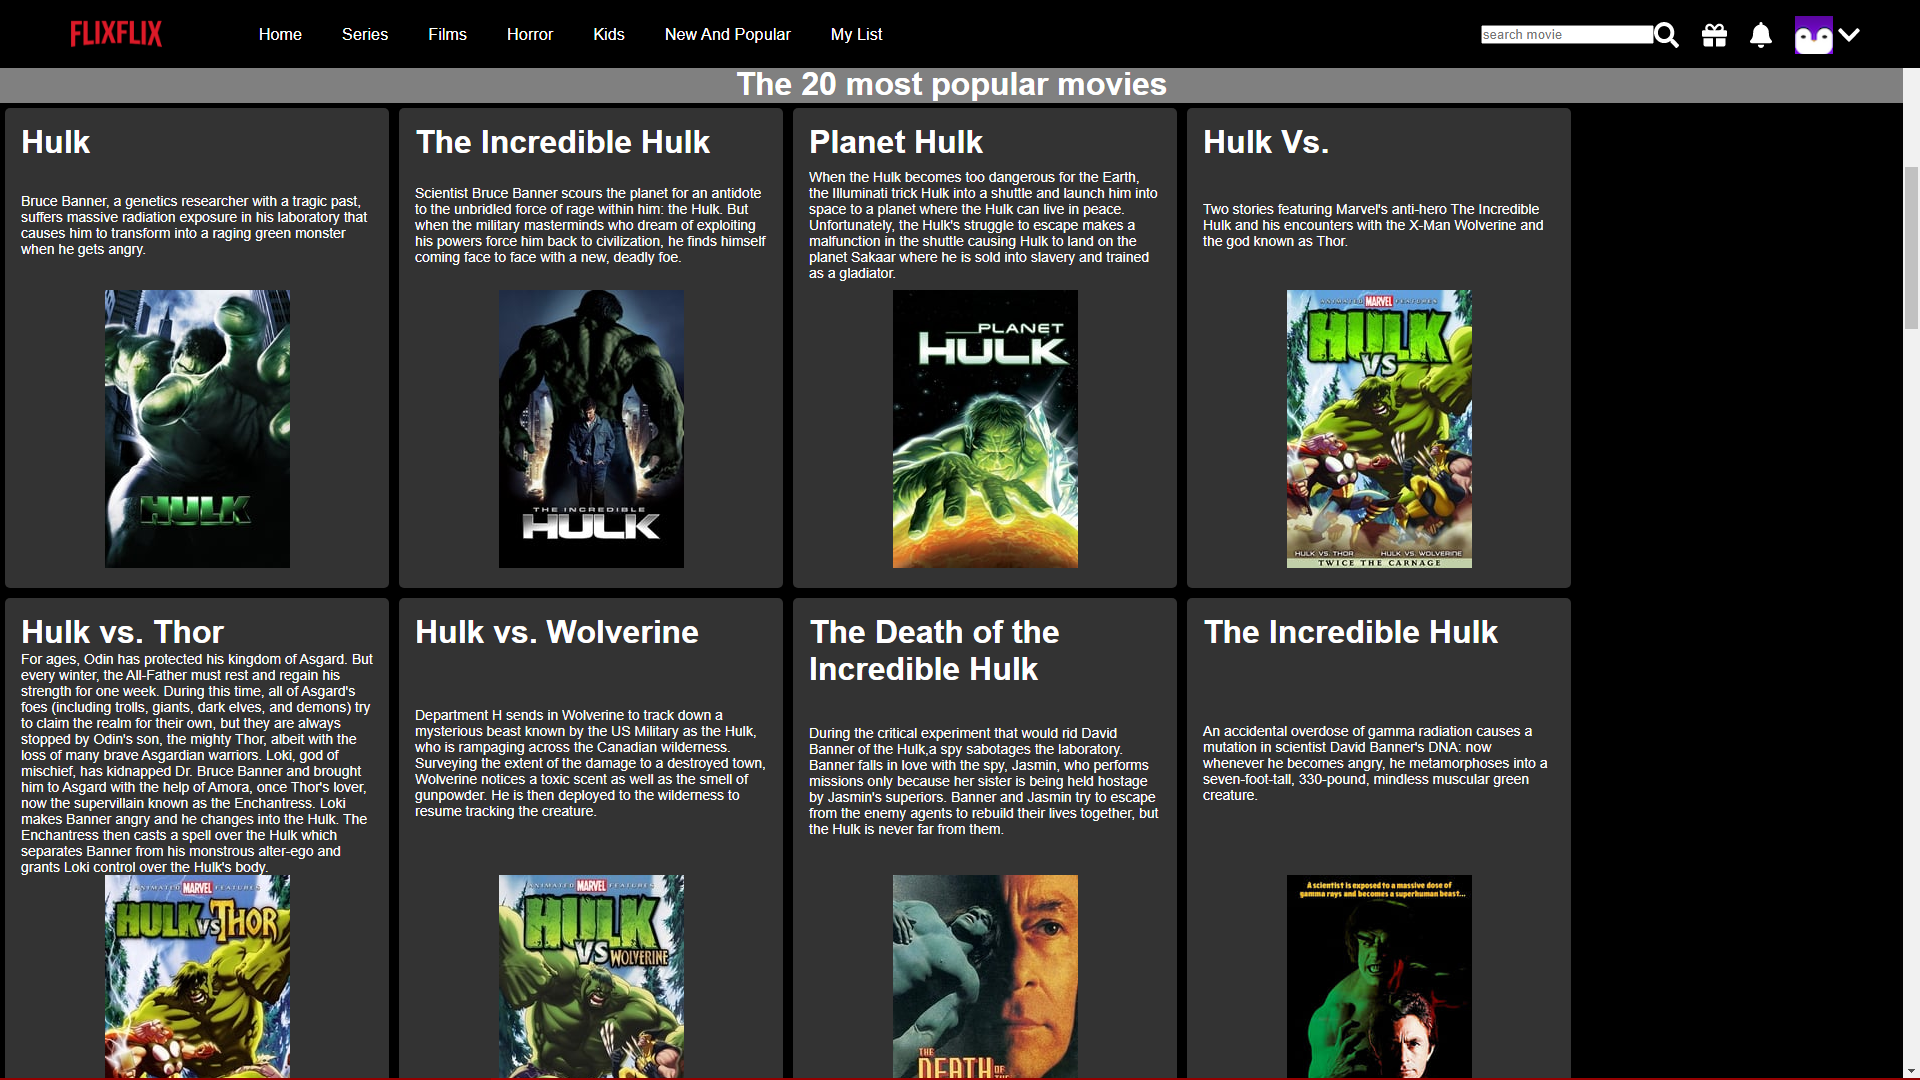 FLIXFLIX
Home Series Films Horror Kids New And Popular My List
search movie
The 20 most popular movies
Hulk
Bruce Banner, a genetics researcher with a tragic past,
suffers massive radiation exposure in his laboratory that
causes him to transform into a raging green monster
when he gets angry.
HULK
The Incredible Hulk
Scientist Bruce Banner scours the planet for an antidote
to the unbridled force of rage within him: the Hulk. But
when the military masterminds who dream of exploiting
his powers force him back to civilization, he finds himself
coming face to face with a new, deadly foe.
THE INCREDIBLE
HULK
Planet Hulk
When the Hulk becomes too dangerous for the Earth,
the Illuminati trick Hulk into a shuttle and launch him into
space to a planet where the Hulk can live in peace.
Unfortunately, the Hulk's struggle to escape makes a
malfunction in the shuttle causing Hulk to land on the
planet Sakaar where he is sold into slavery and trained
as a gladiator.
PLANET
HULK
Hulk Vs.
Two stories featuring Marvel's anti-hero The Incredible
Hulk and his encounters with the X-Man Wolverine and
the god known as Thor.
ANIMATED MARVEL FEATURES
HULK
VS
HULK VS. THOR HULK VS. WOLVERINE
TWICE THE CARNAGE
Hulk vs. Thor
For ages, Odin has protected his kingdom of Asgard. But
every winter, the All-Father must rest and regain his
strength for one week. During this time, all of Asgard's
foes (including trolls, giants, dark elves, and demons) try
to claim the realm for their own, but they are always
stopped by Odin's son, the mighty Thor, albeit with the
loss of many brave Asgardian warriors. Loki, god of
mischief, has kidnapped Dr. Bruce Banner and brought
him to Asgard with the help of Amora, once Thor's lover,
now the supervillain known as the Enchantress. Loki
makes Banner angry and he changes into the Hulk. The
Enchantress then casts a spell over the Hulk which
separates Banner from his monstrous alter-ego and
grants Loki control over the Hulk's body.
ANIMATED MARVEL FEATURES
HULK VS THOR
Hulk vs. Wolverine
Department H sends in Wolverine to track down a
mysterious beast known by the US Military as the Hulk,
who is rampaging across the Canadian wilderness.
Surveying the extent of the damage to a destroyed town,
Wolverine notices a toxic scent as well as the smell of
gunpowder. He is then deployed to the wilderness to
resume tracking the creature.
ANIMATED MARVEL FEATURES
HULK
VS WOLVERINE
The Death of the
Incredible Hulk
During the critical experiment that would rid David
Banner of the Hulk,a spy sabotages the laboratory.
Banner falls in love with the spy, Jasmin, who performs
missions only because her sister is being held hostage
by Jasmin's superiors. Banner and Jasmin try to escape
from the enemy agents to rebuild their lives together, but
the Hulk is never far from them.
THE
DEATH OF
The Incredible Hulk
An accidental overdose of gamma radiation causes a
mutation in scientist David Banner's DNA: now
whenever he becomes angry, he metamorphoses into a
seven-foot-tall, 330-pound, mindless muscular green
creature.
A scientist is exposed to a massive dose of
gamma rays and becomes a superhuman beast...